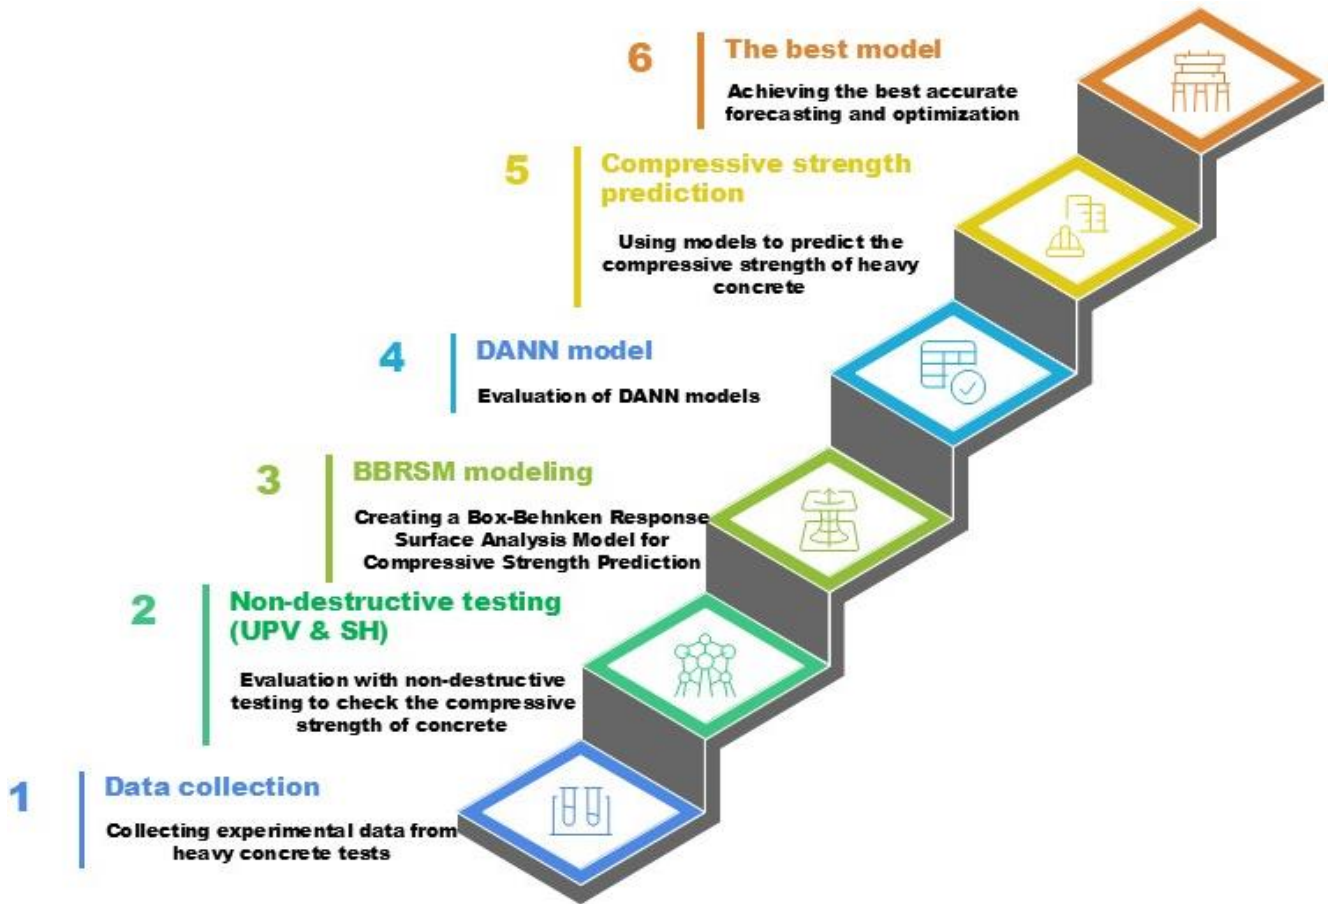 6
The best model
Achieving the best accurate
forecasting and optimization
5
Compressive strength
prediction
Using models to predict the
compressive strength of heavy
concrete
4
DANN model
Evaluation of DANN models
3
BBRSM modeling
Creating a Box-Behnken Response
Surface Analysis Model for
Compressive Strength Prediction
2
Non-destructive testing
(UPV & SH)
Evaluation with non-destructive
testing to check the compressive
strength of concrete
1
Data collection
Collecting experimental data from
heavy concrete tests